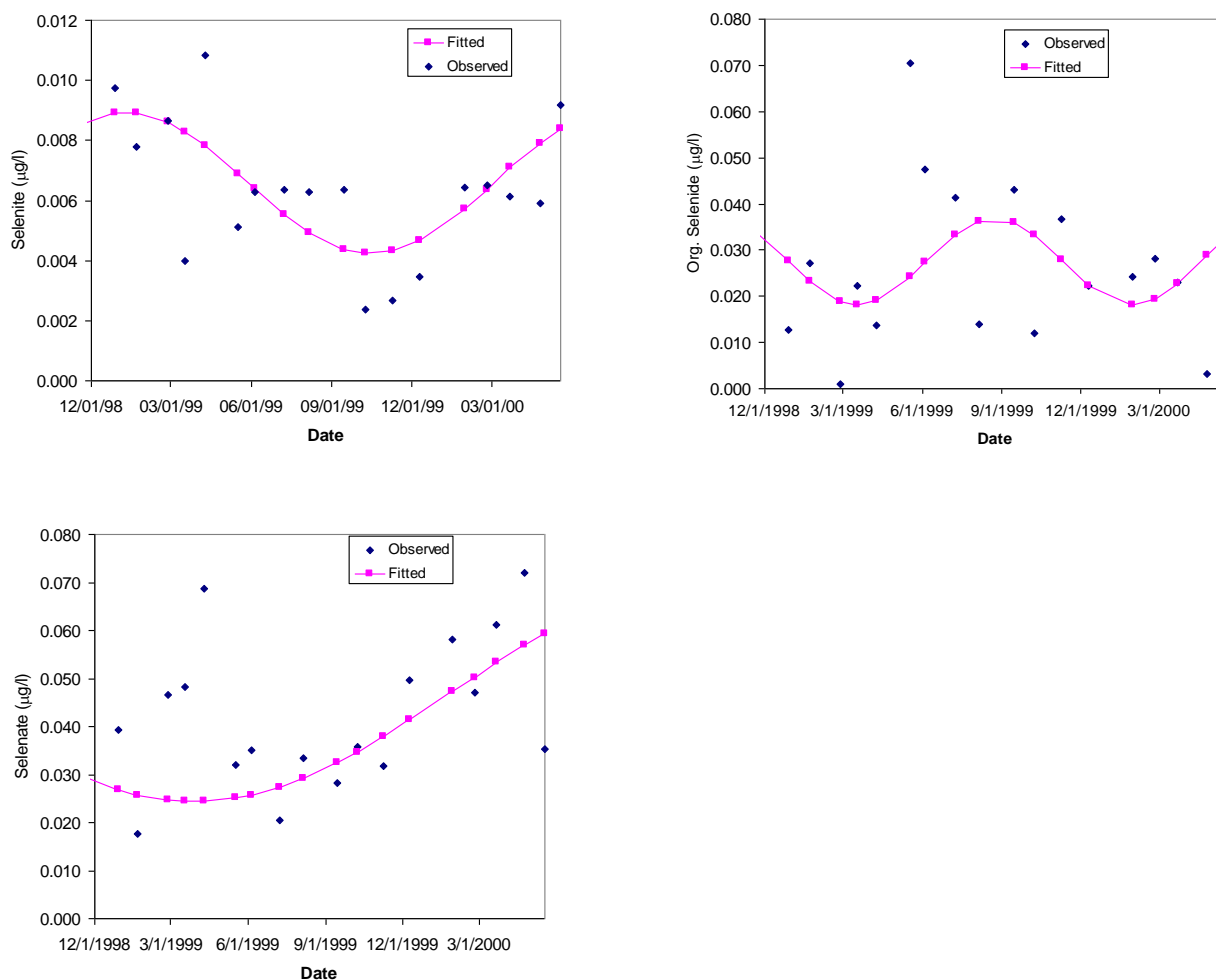 0.012
0.010
0.008
0.006
0.004
0.002
0.000
Selenite (µg/l)
Fitted
Observed
12/01/98 03/01/99 06/01/99 09/01/99 12/01/99 03/01/00
Date
0.080
0.070
0.060
0.050
0.040
0.030
0.020
0.010
0.000
Org. Selenide (µg/l)
Observed
Fitted
12/1/1998 3/1/1999 6/1/1999 9/1/1999 12/1/1999 3/1/2000
Date
0.080
0.070
0.060
0.050
0.040
0.030
0.020
0.010
0.000
Selenate (µg/l)
Observed
Fitted
12/1/1998 3/1/1999 6/1/1999 9/1/1999 12/1/1999 3/1/2000
Date